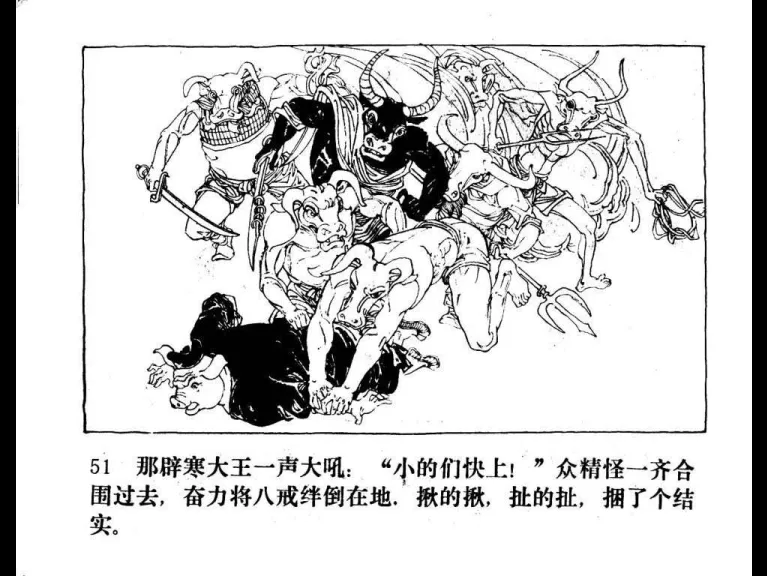 51 那辟寒大王一声大吼：“小的们快上！”众精怪一齐合
围过去，奋力将八戒绊倒在地．揪的揪，扯的扯，捆了个结
实。